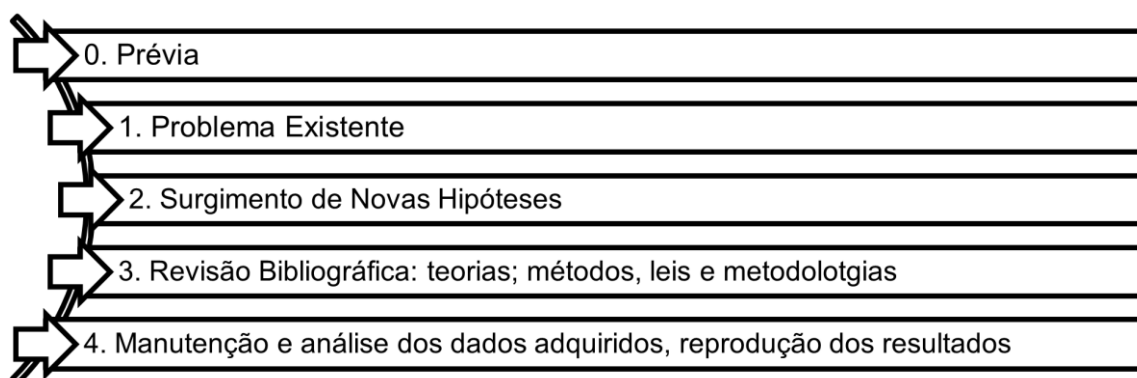 0. Prévia
1. Problema Existente
2. Surgimento de Novas Hipóteses
3. Revisão Bibliográfica: teorias; métodos, leis e metodolotgias
4. Manutenção e análise dos dados adquiridos, reprodução dos resultados